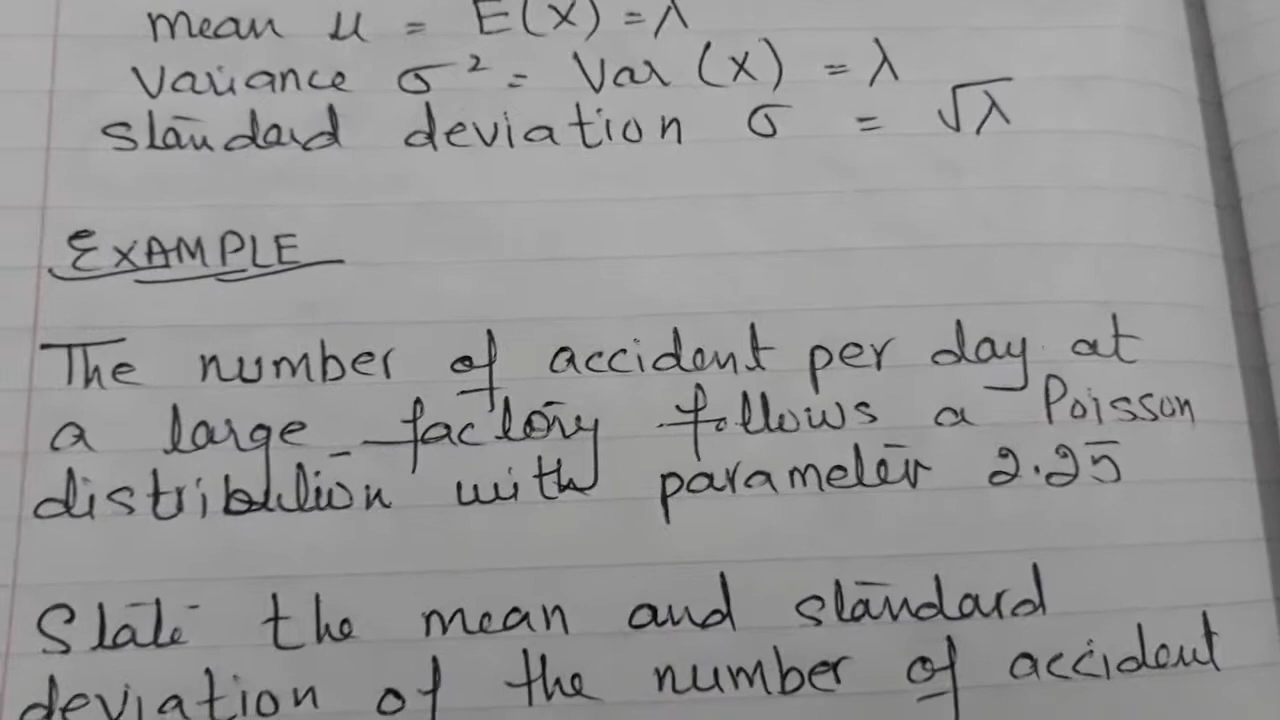 mean μ = E(X) = λ
Variance σ² = Var (X) = λ
standard deviation σ = √λ
EXAMPLE
The number of accident per day at
a large factory follows a Poisson
distribution with parameter 2.25
State the mean and standard
deviation of the number of accident